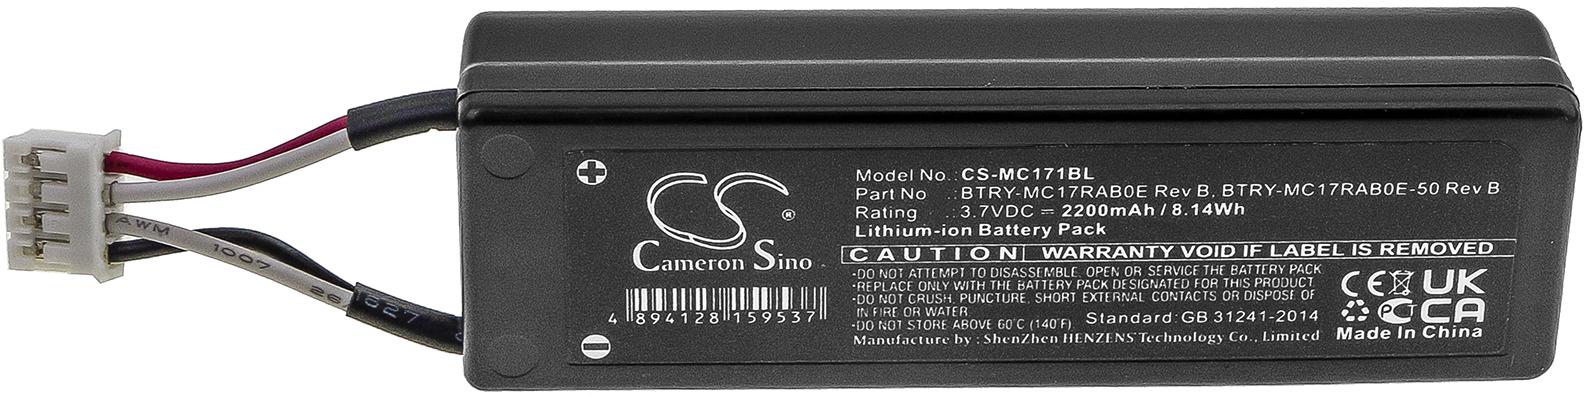 Model No.: CS-MC171BL
Part No .: BTRY-MC17RAB0E Rev B, BTRY-MC17RAB0E-50 Rev B
Rating .: 3.7VDC ⎓ 2200mAh / 8.14Wh
Lithium-ion Battery Pack
CS®
Cameron Sino
CAUTION WARRANTY VOID IF LABEL IS REMOVED
-DO NOT ATTEMPT TO DISASSEMBLE, OPEN OR SERVICE THE BATTERY PACK
-REPLACE ONLY WITH THE BATTERY PACK DESIGNATED FOR THIS PRODUCT
-DO NOT CRUSH, PUNCTURE, SHORT EXTERNAL CONTACTS OR DISPOSE OF
IN FIRE OR WATER
-DO NOT STORE ABOVE 60°C (140°F)
Standard: GB 31241-2014
Manufacture by : ShenZhen HENZENS Technology Co., Limited
CE
UK
CA
PCT
Made In China
4 894128 159537
AWM 1007 26
627